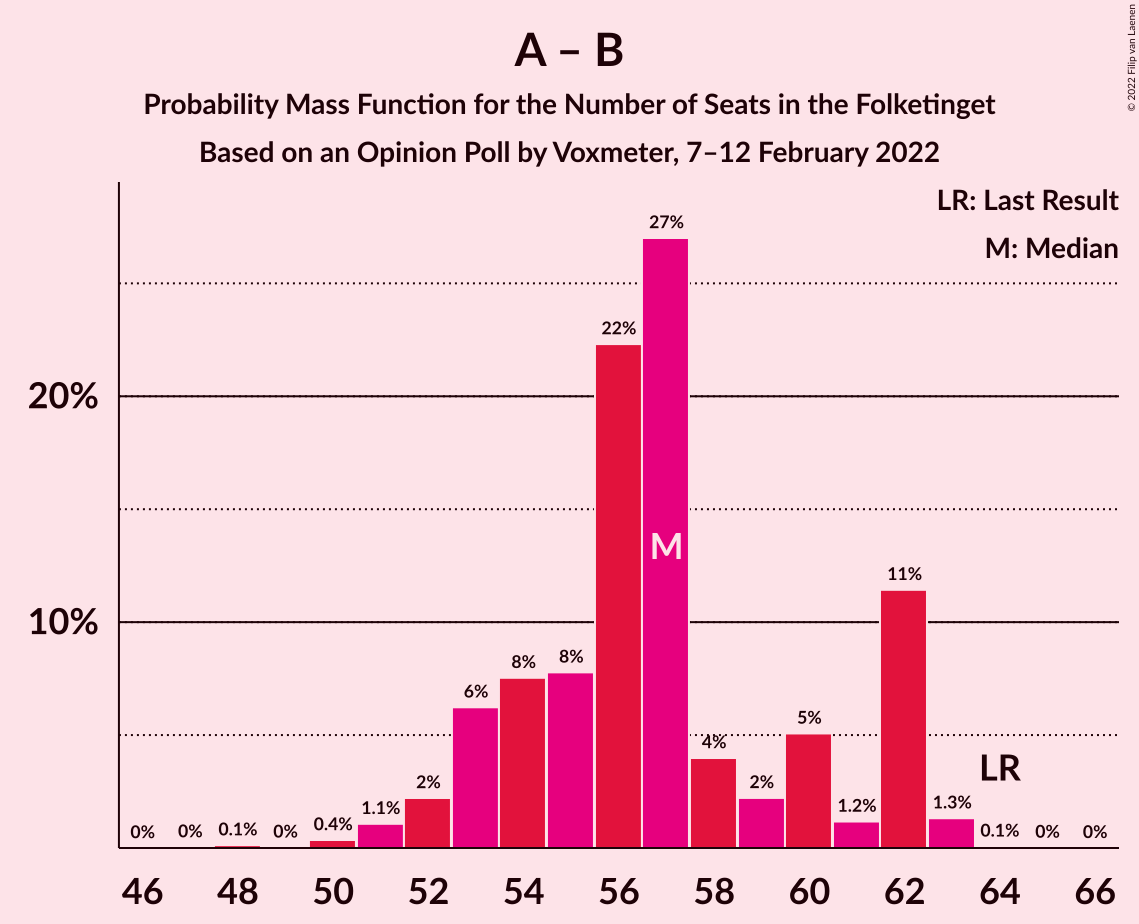 A – B
Probability Mass Function for the Number of Seats in the Folketinget
Based on an Opinion Poll by Voxmeter, 7–12 February 2022
© 2022 Filip van Laenen
LR: Last Result
M: Median
20%
10%
0%
0%
0.1%
0%
0.4%
1.1%
2%
6%
8%
8%
22%
27%
M
4%
2%
5%
1.2%
11%
1.3%
LR
0.1%
0%
0%
46 48 50 52 54 56 58 60 62 64 66